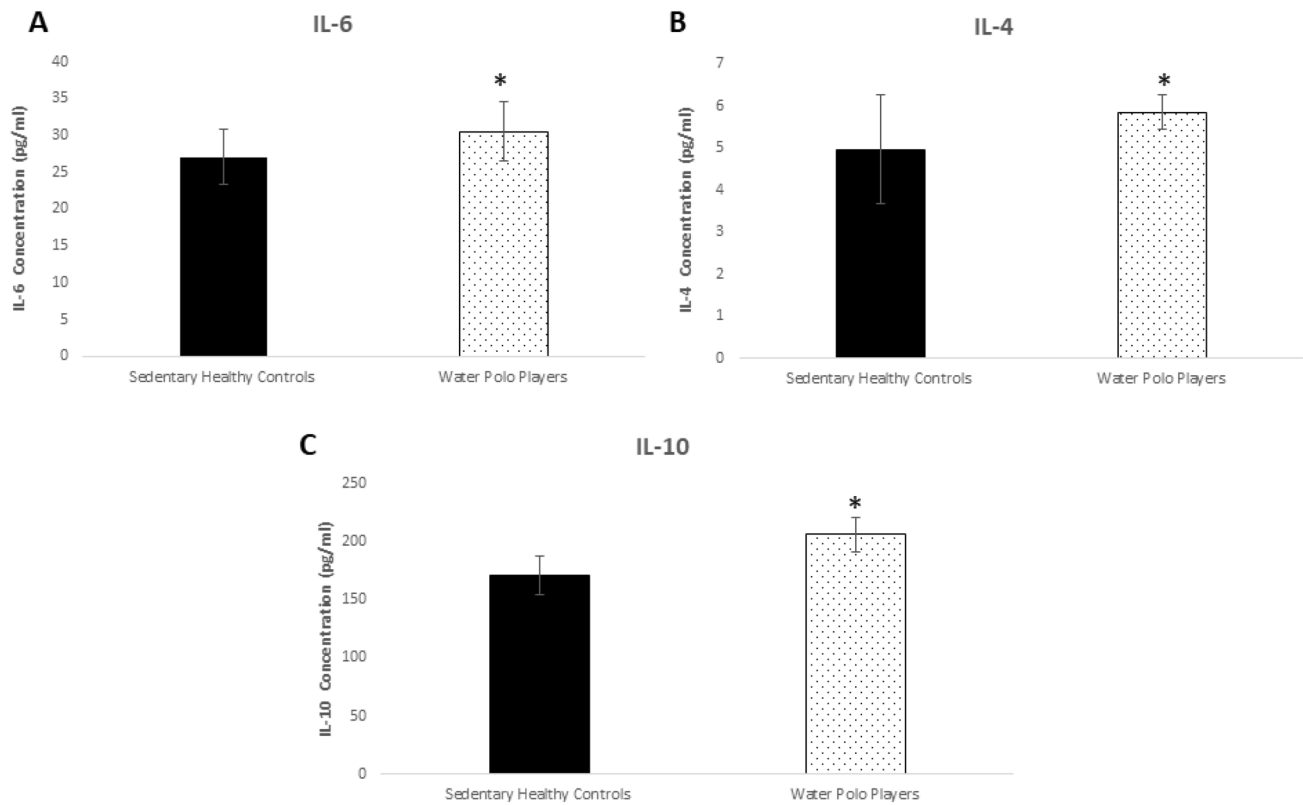 A
IL-6
IL-6 Concentration (pg/ml)
40
35
30
25
20
15
10
5
0
*
Sedentary Healthy Controls
Water Polo Players
B
IL-4
IL-4 Concentration (pg/ml)
7
6
5
4
3
2
1
0
*
Sedentary Healthy Controls
Water Polo Players
C
IL-10
IL-10 Concentration (pg/ml)
250
200
150
100
50
0
*
Sedentary Healthy Controls
Water Polo Players